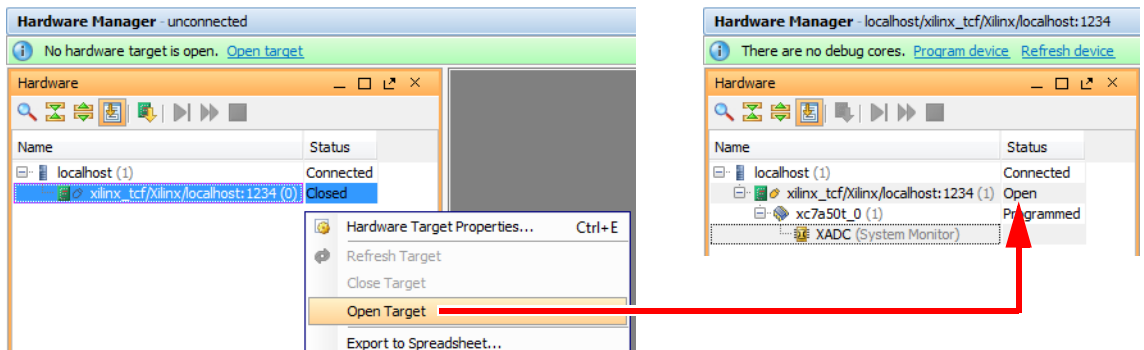 Hardware Manager - unconnected
No hardware target is open. Open target
Hardware
Name Status
localhost (1) Connected
xilinx_tcf/Xilinx/localhost:1234 (0) Closed
Hardware Target Properties... Ctrl+E
Refresh Target
Close Target
Open Target
Export to Spreadsheet...
Hardware Manager - localhost/xilinx_tcf/Xilinx/localhost:1234
There are no debug cores. Program device Refresh device
Hardware
Name Status
localhost (1) Connected
xilinx_tcf/Xilinx/localhost:1234 (1) Open
xc7a50t_0 (1) Programmed
XADC (System Monitor)